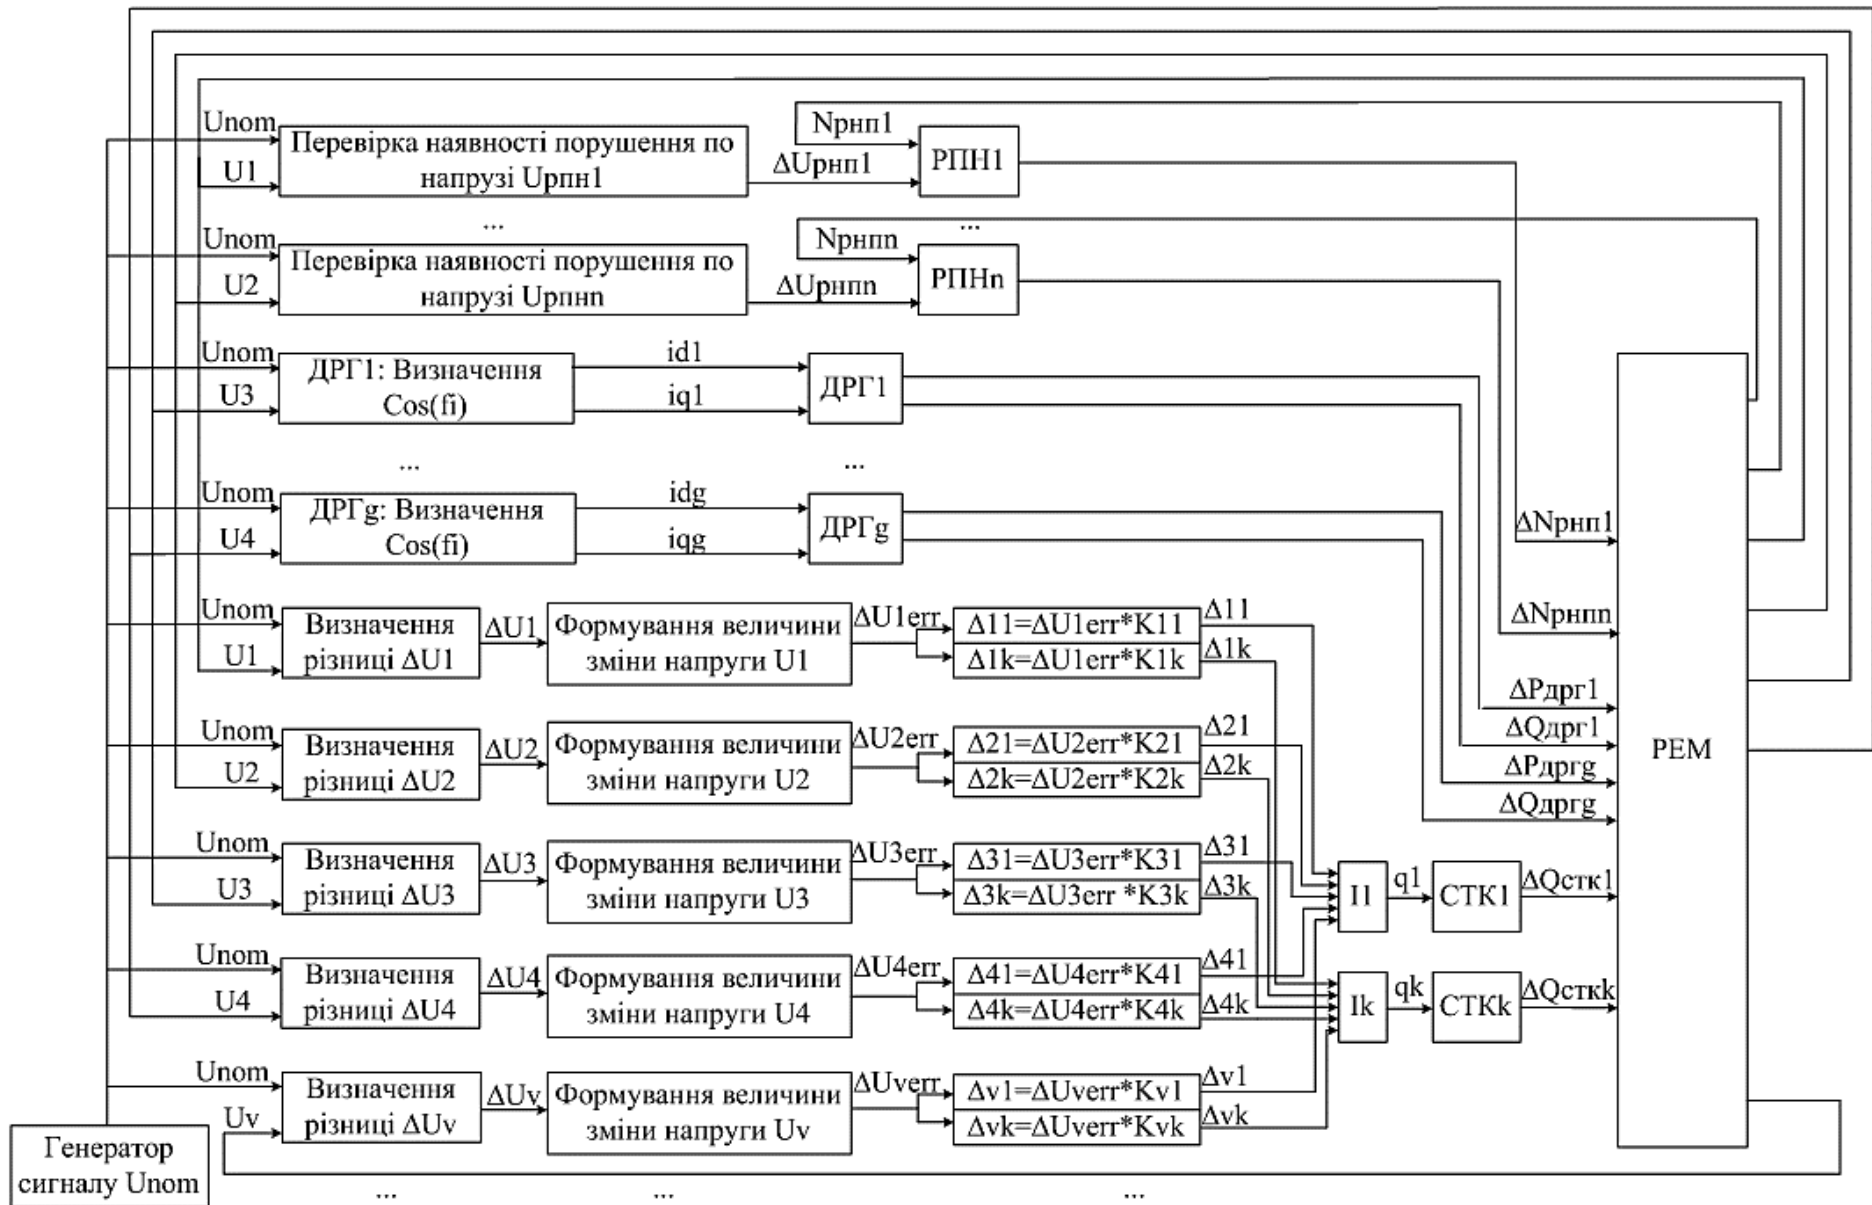 Unom
U1
Перевірка наявності порушення по
напрузі Uрпн1
ΔUрнп1
Nрнп1
РПН1
...
...
Unom
U2
Перевірка наявності порушення по
напрузі Uрпнn
ΔUрнпn
Nрнпn
РПНn
Unom
U3
ДРГ1: Визначення
Cos(fi)
id1
iq1
ДРГ1
...
...
Unom
U4
ДРГg: Визначення
Cos(fi)
idg
iqg
ДРГg
ΔNрнп1
ΔNрнпn
ΔPдрг1
ΔQдрг1
ΔPдргg
ΔQдргg
РЕМ
Unom
U1
Визначення
різниці ΔU1
ΔU1
Формування величини
зміни напруги U1
ΔU1err
Δ11=ΔU1err*K11
Δ1k=ΔU1err*K1k
Δ11
Δ1k
Unom
U2
Визначення
різниці ΔU2
ΔU2
Формування величини
зміни напруги U2
ΔU2err
Δ21=ΔU2err*K21
Δ2k=ΔU2err*K2k
Δ21
Δ2k
Unom
U3
Визначення
різниці ΔU3
ΔU3
Формування величини
зміни напруги U3
ΔU3err
Δ31=ΔU3err*K31
Δ3k=ΔU3err *K3k
Δ31
Δ3k
I1
q1
СТК1
ΔQстк1
Unom
U4
Визначення
різниці ΔU4
ΔU4
Формування величини
зміни напруги U4
ΔU4err
Δ41=ΔU4err*K41
Δ4k=ΔU4err*K4k
Δ41
Δ4k
Ik
qk
СТКk
ΔQсткk
Unom
Uv
Визначення
різниці ΔUv
ΔUv
Формування величини
зміни напруги Uv
ΔUverr
Δv1=ΔUverr*Kv1
Δvk=ΔUverr*Kvk
Δv1
Δvk
Генератор
сигналу Unom
...
...
...